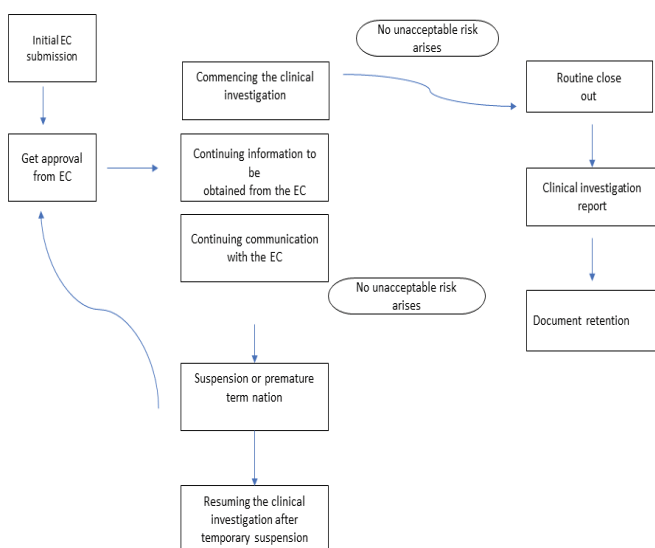 Initial EC
submission
Get approval
from EC
Commencing the clinical
investigation
Continuing information to
be
obtained from the EC
Continuing communication
with the EC
No unacceptable risk
arises
No unacceptable risk
arises
Suspension or premature
term nation
Resuming the clinical
investigation after
temporary suspension
Routine close
out
Clinical investigation
report
Document retention